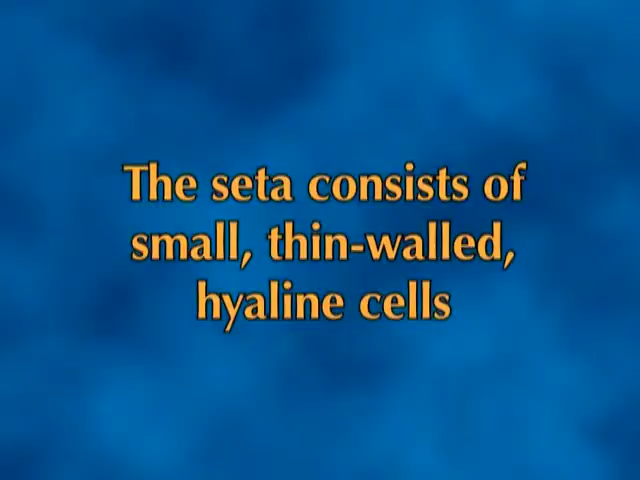 The seta consists of
small, thin-walled,
hyaline cells